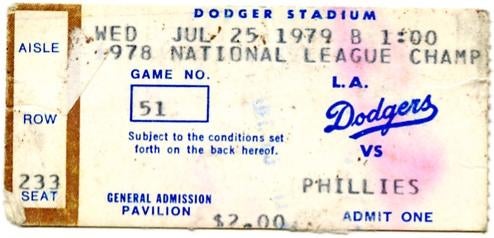 DODGER STADIUM
WED JUL 25 1979 B 1:00
978 NATIONAL LEAGUE CHAMP
AISLE
ROW
233
SEAT
GAME NO.
51
Subject to the conditions set
forth on the back hereof.
GENERAL ADMISSION
PAVILION
$2.00
L.A.
Dodgers
VS
PHILLIES
ADMIT ONE